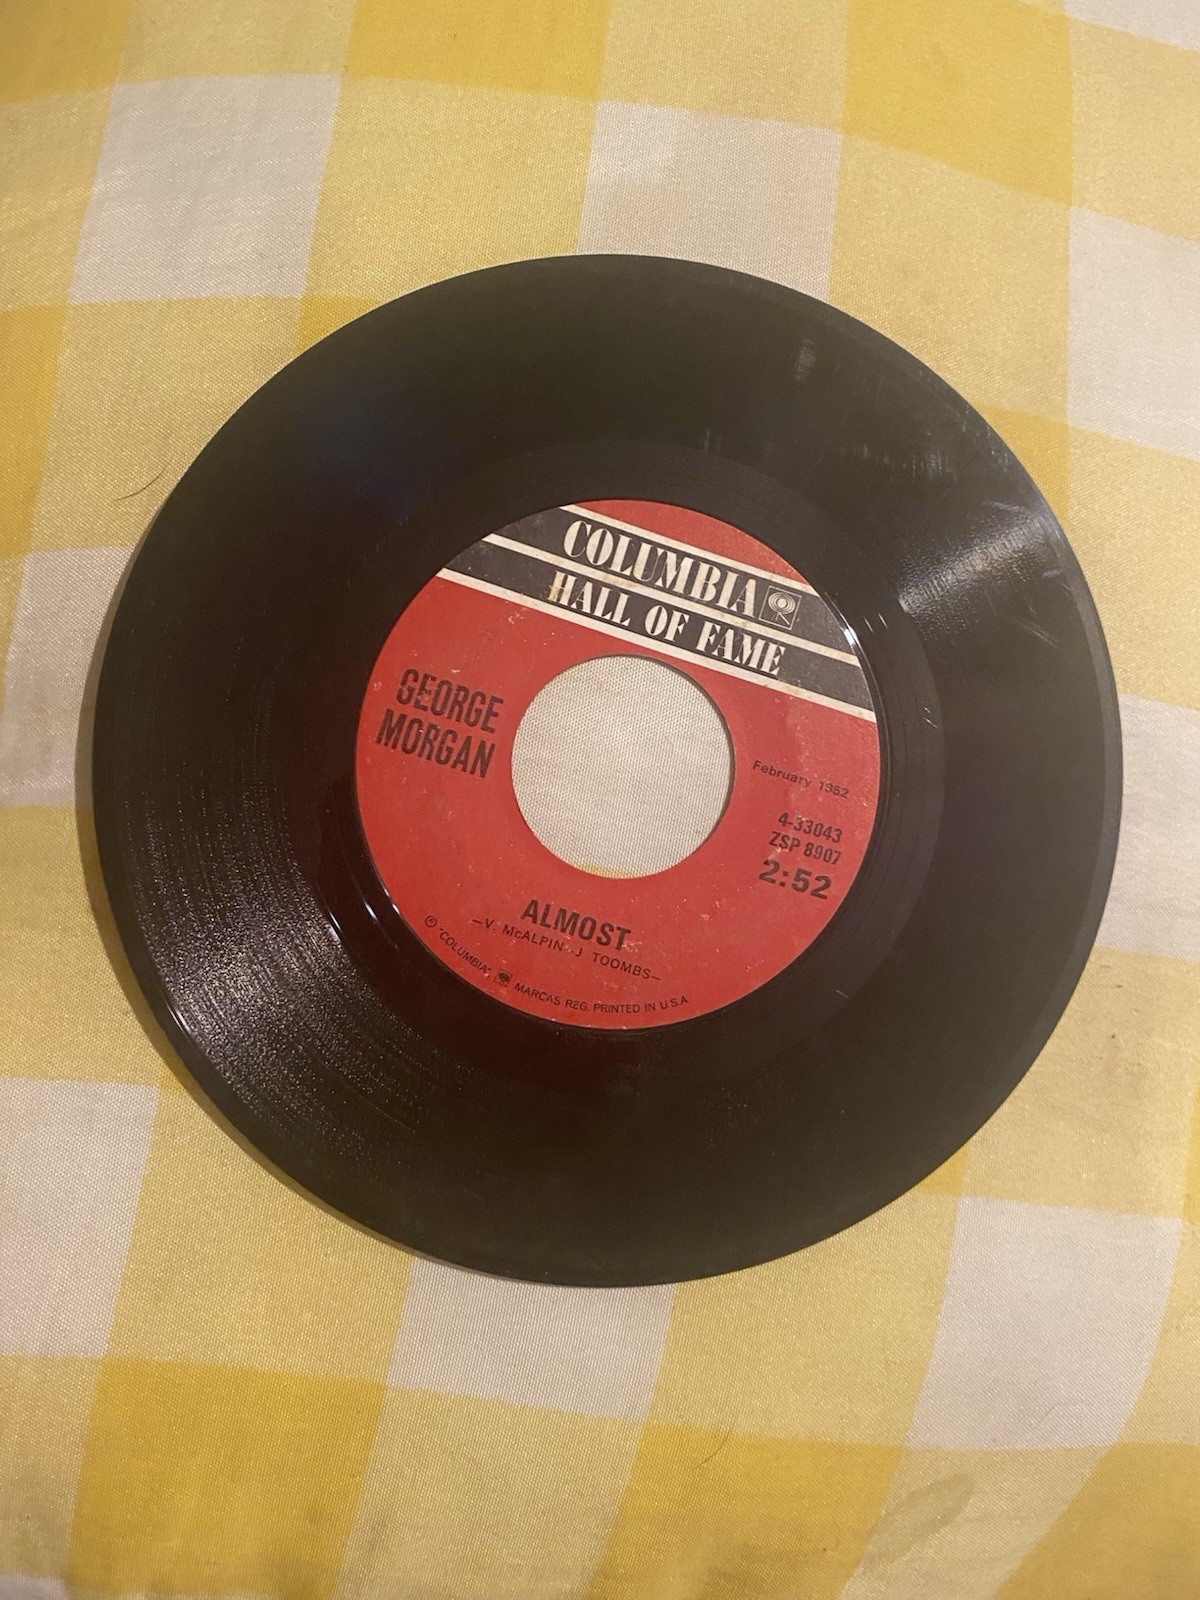 COLUMBIA
HALL OF FAME
GEORGE
MORGAN
February 1952
4-33043
ZSP 8907
2:52
ALMOST
—V. McALPIN-J TOOMBS—
℗ "COLUMBIA" MARCAS REG. PRINTED IN U.S.A.